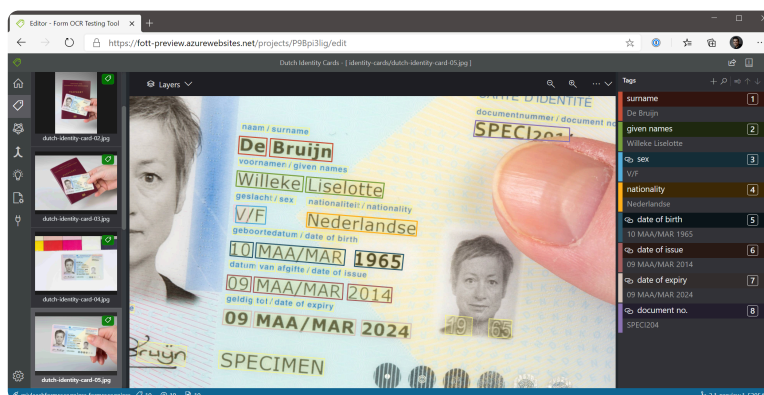 Editor - Form OCR Testing Tool
https://fott-preview.azurewebsites.net/projects/P9Bpi3lig/edit
Dutch Identity Cards - [ identity-cards/dutch-identity-card-05.jpg ]
dutch-identity-card-02.jpg
dutch-identity-card-03.jpg
dutch-identity-card-04.jpg
dutch-identity-card-05.jpg
Layers
CARTE D'IDENTITÉ
documentnummer / document no
SPECI201
naam / surname
De Bruijn
voornamen / given names
Willeke Liselotte
geslacht / sex nationaliteit / nationality
V/F Nederlandse
geboortedatum / date of birth
10 MAA/MAR 1965
datum van afgifte / date of issue
09 MAA/MAR 2014
geldig tot / date of expiry
09 MAA/MAR 2024
Bruijn
SPECIMEN
19 65
Tags
surname 1
De Bruijn
given names 2
Willeke Liselotte
sex 3
V/F
nationality 4
Nederlandse
date of birth 5
10 MAA/MAR 1965
date of issue 6
09 MAA/MAR 2014
date of expiry 7
09 MAA/MAR 2024
document no. 8
SPECI204